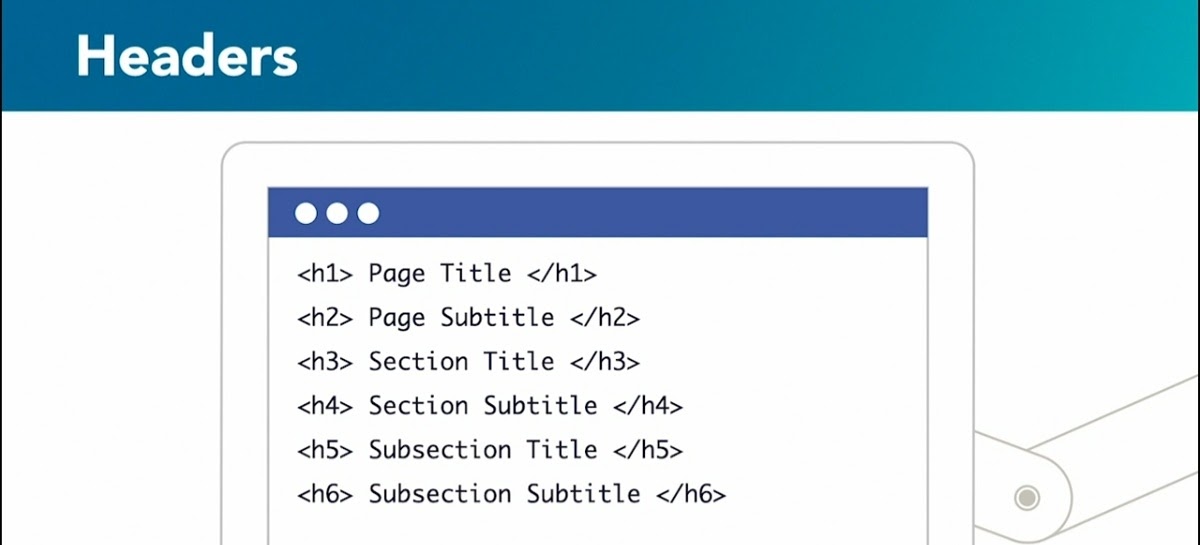 Headers
<h1> Page Title </h1>
<h2> Page Subtitle </h2>
<h3> Section Title </h3>
<h4> Section Subtitle </h4>
<h5> Subsection Title </h5>
<h6> Subsection Subtitle </h6>